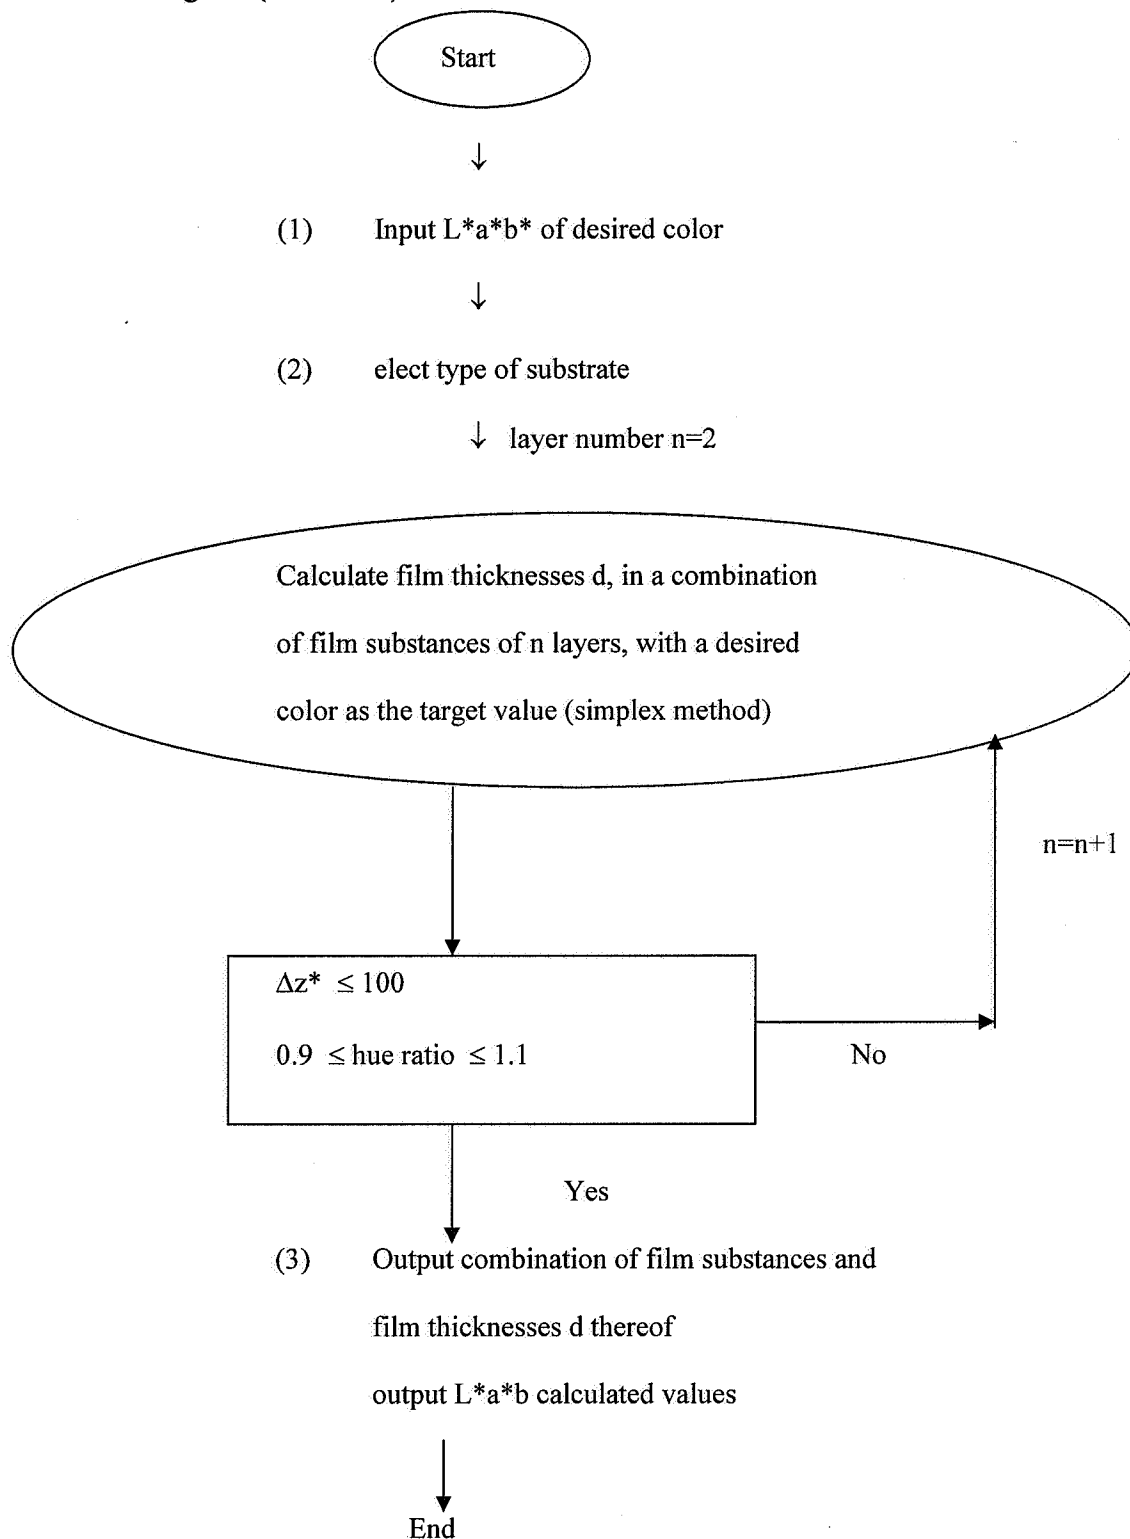 Start
↓
(1) Input L*a*b* of desired color
↓
(2) elect type of substrate
↓ layer number n=2
Calculate film thicknesses d, in a combination
of film substances of n layers, with a desired
color as the target value (simplex method)
n=n+1
Δz* ≤ 100
0.9 ≤ hue ratio ≤ 1.1
No
Yes
(3) Output combination of film substances and
film thicknesses d thereof
output L*a*b calculated values
End